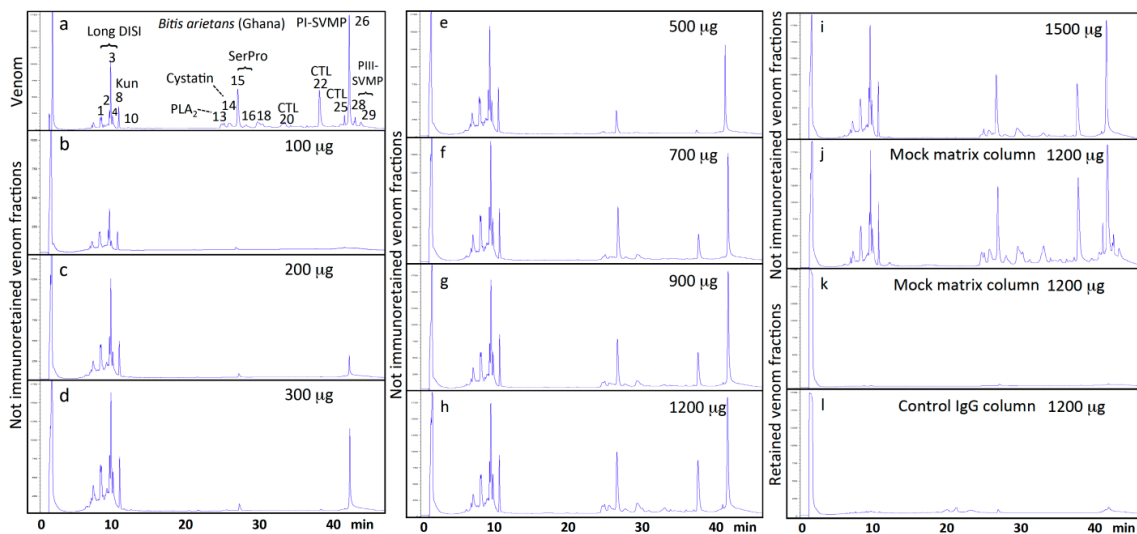 a
Bitis arietans (Ghana)
PI-SVMP 26
Long DISI
3
Kun
8
2
1
4
10
Cystatin
PLA2
13
14
SerPro
15
16
18
CTL
20
CTL
22
CTL
25
PIII-
SVMP
28
29
Venom
b
100 µg
c
200 µg
d
300 µg
Not immunoretained venom fractions
0 10 20 30 40 min
e
500 µg
f
700 µg
g
900 µg
h
1200 µg
Not immunoretained venom fractions
0 10 20 30 40 min
i
1500 µg
j
Mock matrix column 1200 µg
Not immunoretained venom fractions
k
Mock matrix column 1200 µg
l
Control IgG column 1200 µg
Retained venom fractions
0 10 20 30 40 min